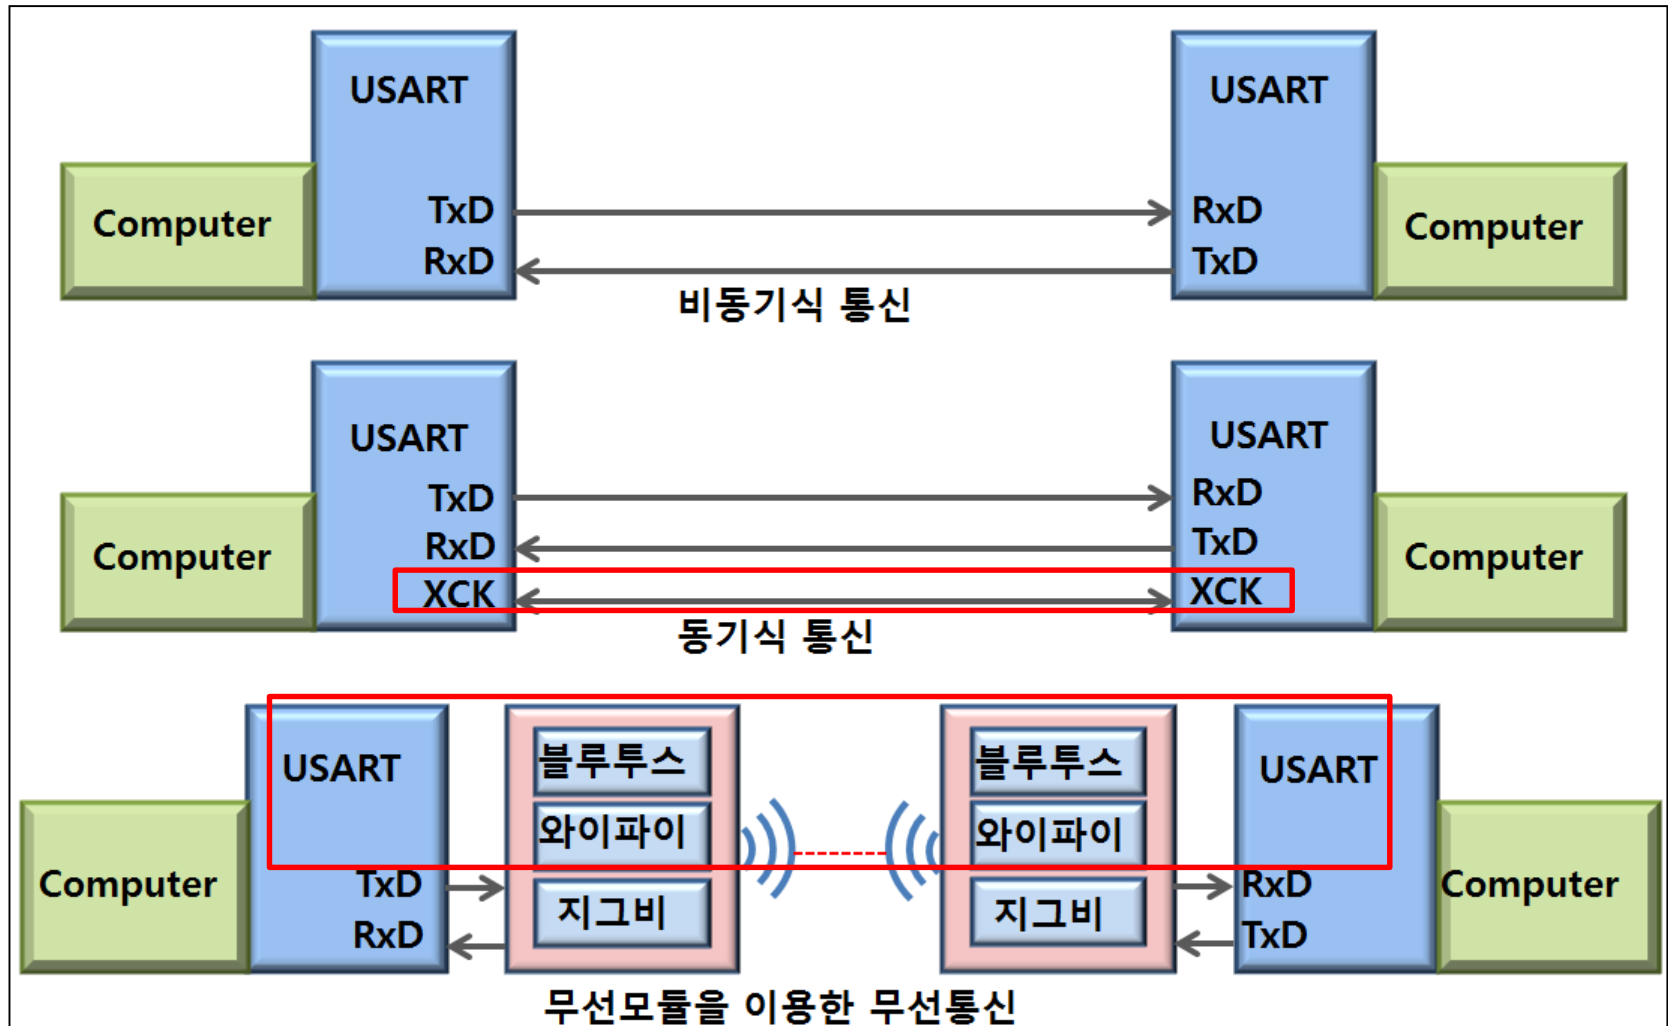 USART
USART
Computer
TxD
RxD
RxD
TxD
Computer
비동기식 통신
USART
USART
Computer
TxD
RxD
XCK
RxD
TxD
XCK
Computer
동기식 통신
USART
블루투스
와이파이
지그비
블루투스
와이파이
지그비
USART
Computer
TxD
RxD
RxD
TxD
Computer
무선모듈을 이용한 무선통신